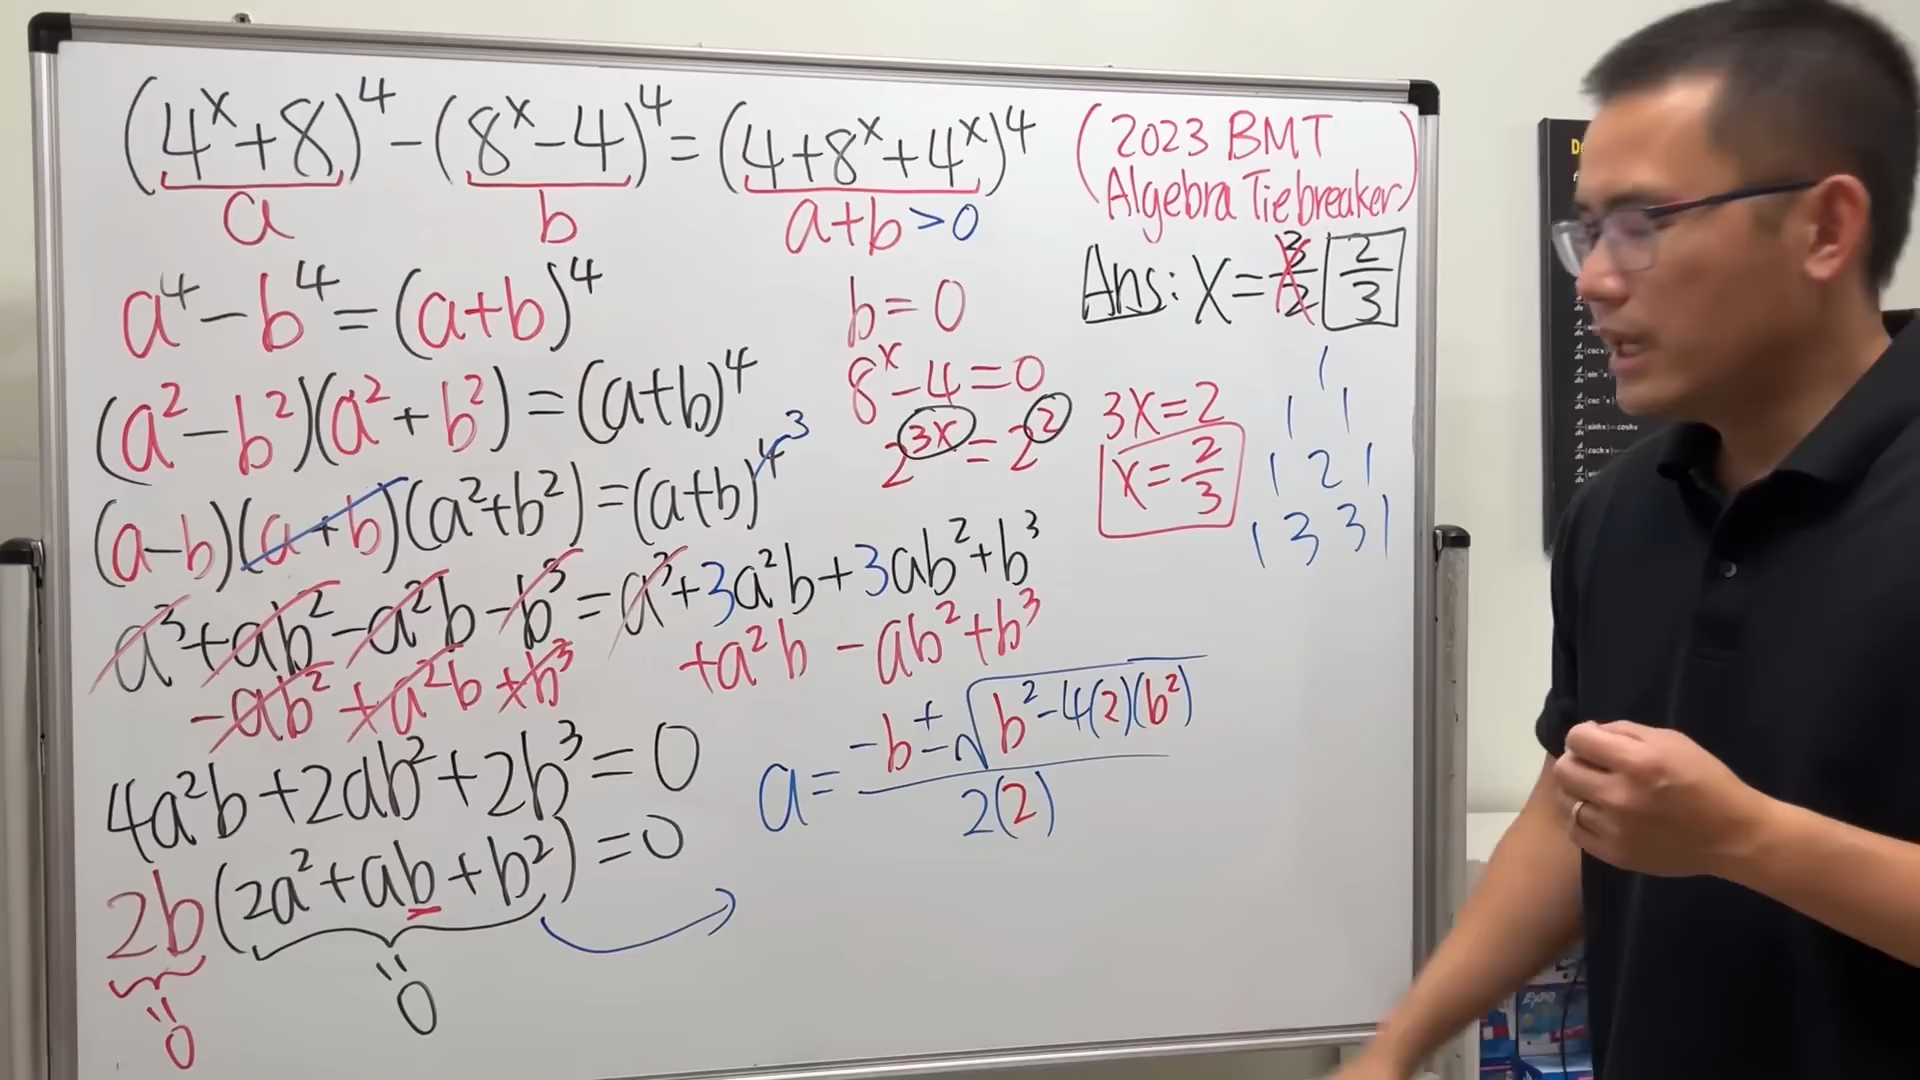 (4^x+8)^4-(8^x-4)^4=(4+8^x+4^x)^4
a b a+b>0
(2023 BMT
Algebra Tiebreaker)
Ans: x=3/2 2/3
a^4-b^4=(a+b)^4
(a^2-b^2)(a^2+b^2)=(a+b)^4
(a-b)(a+b)(a^2+b^2)=(a+b)^4 3
a^3+ab^2-a^2b-b^3=a^3+3a^2b+3ab^2+b^3
-ab^2+a^2b+b^3 +a^2b-ab^2+b^3
4a^2b+2ab^2+2b^3=0
2b(2a^2+ab+b^2)=0
=
0
=
0
b=0
8^x-4=0
2^3x=2^2
3x=2
x=2/3
1
1 1
1 2 1
1 3 3 1
a=(-b±√(b^2-4(2)(b^2)))/(2(2))
EXPO